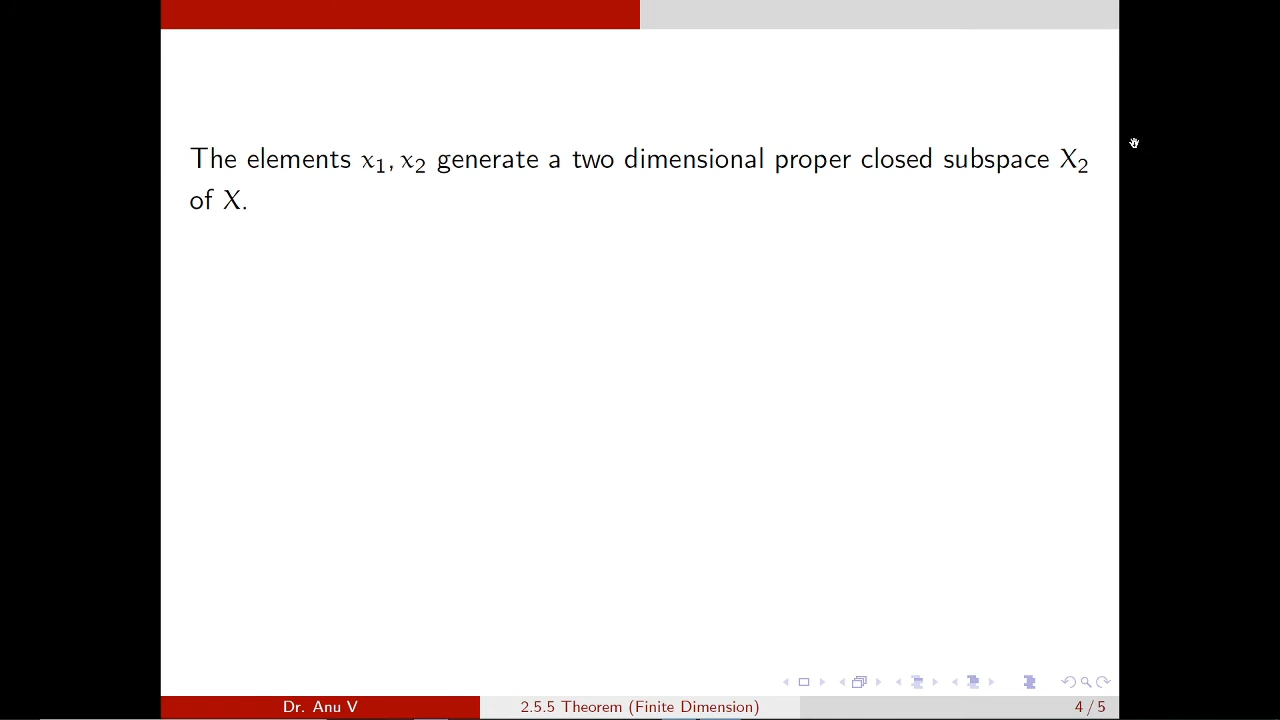 The elements x₁, x₂ generate a two dimensional proper closed subspace X₂
of X.
Dr. Anu V
2.5.5 Theorem (Finite Dimension)
4 / 5